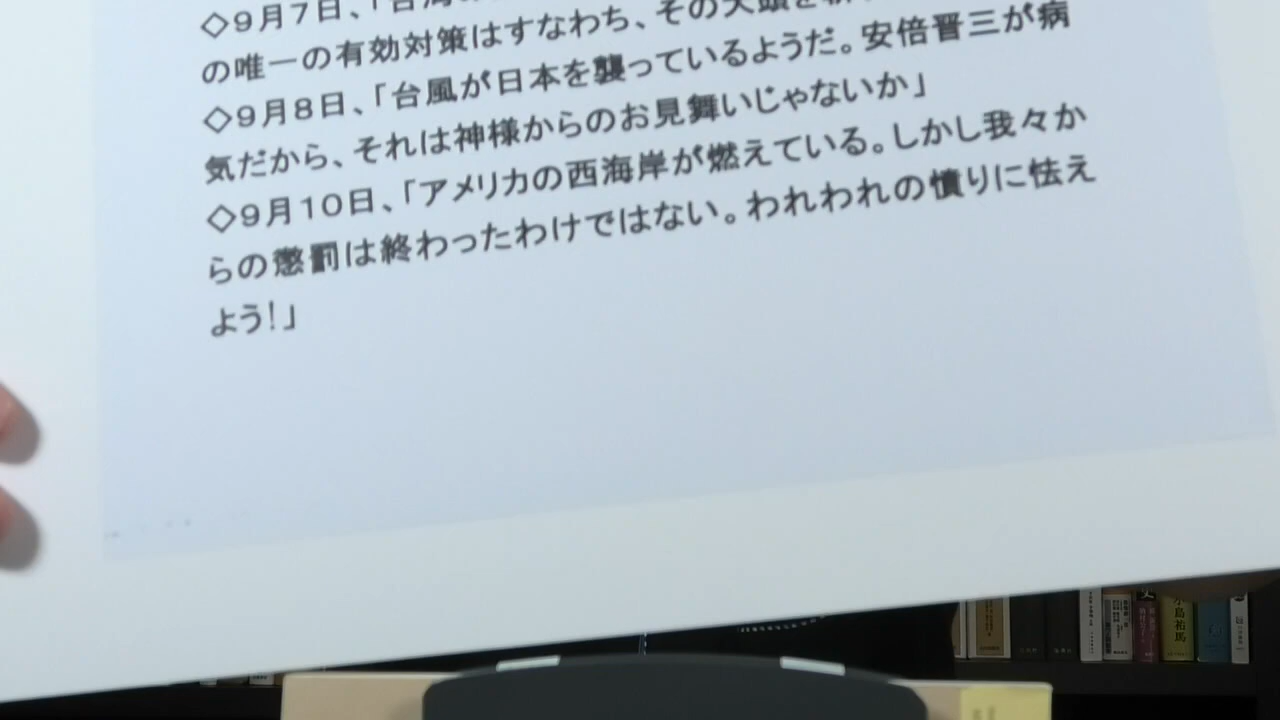 ◇9月7日、「台湾
の唯一の有効対策はすなわち、その
◇9月8日、「台風が日本を襲っているようだ。安倍晋三が病
気だから、それは神様からのお見舞いじゃないか」
◇9月10日、「アメリカの西海岸が燃えている。しかし我々か
らの懲罰は終わったわけではない。われわれの憤りに怯え
よう!」
小島祐馬